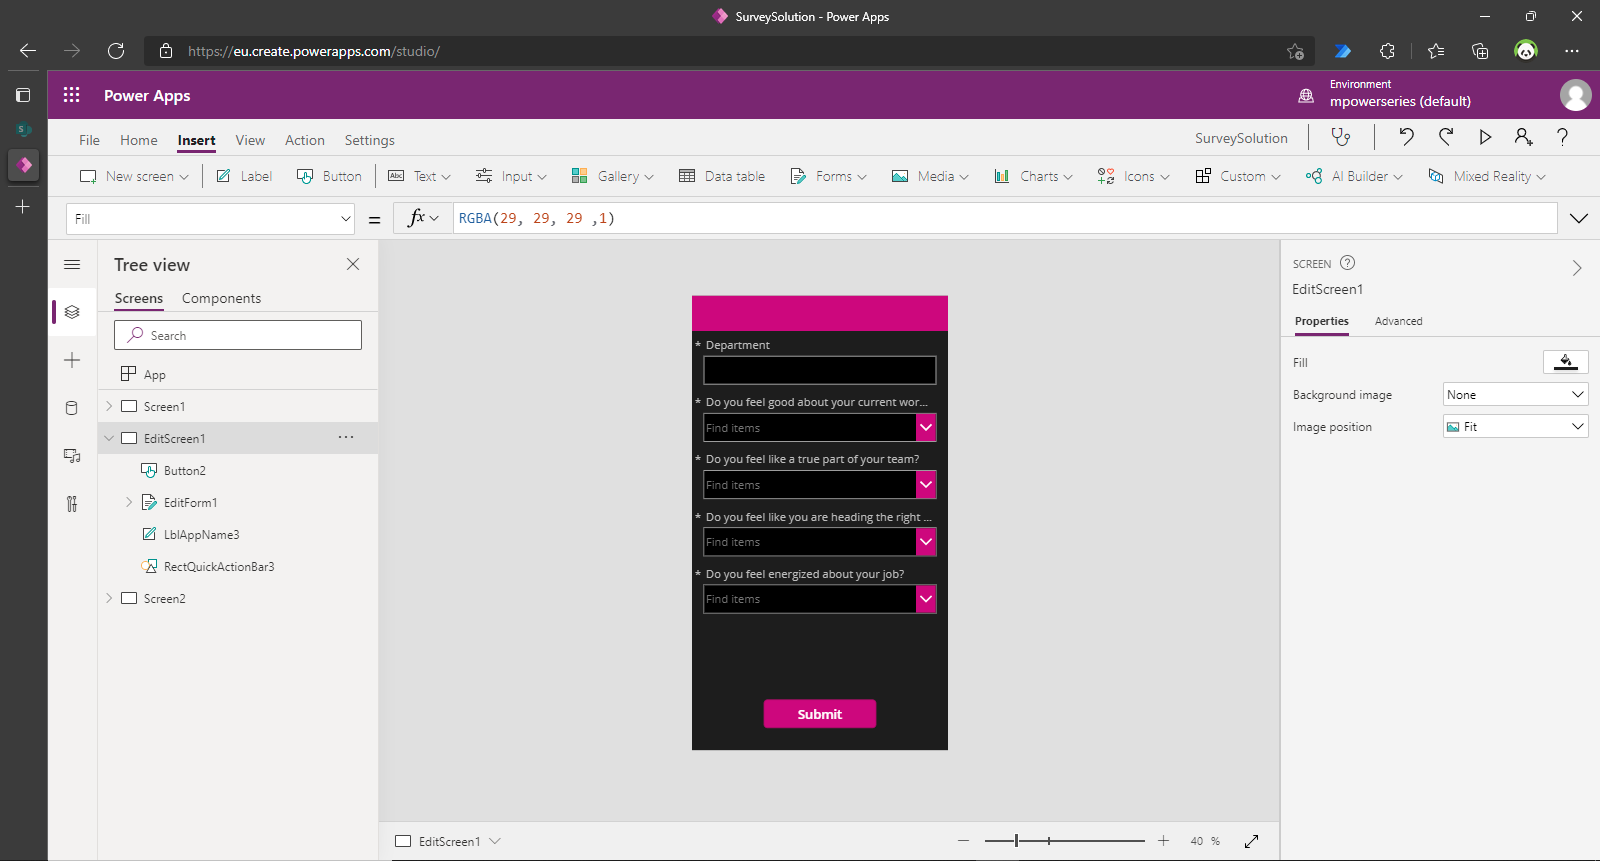 SurveySolution - Power Apps
https://eu.create.powerapps.com/studio/
Power Apps
Environment
mpowerseries (default)
File Home Insert View Action Settings
SurveySolution
New screen Label Button Abc Text Input Gallery Data table Forms Media Charts Icons Custom AI Builder Mixed Reality
Fill = fx RGBA(29, 29, 29 ,1)
Tree view
Screens Components
Search
App
Screen1
EditScreen1 ...
Button2
EditForm1
LblAppName3
RectQuickActionBar3
Screen2
* Department
* Do you feel good about your current wor...
Find items
* Do you feel like a true part of your team?
Find items
* Do you feel like you are heading the right ...
Find items
* Do you feel energized about your job?
Find items
Submit
EditScreen1
40 %
SCREEN ?
EditScreen1
Properties Advanced
Fill
Background image None
Image position Fit